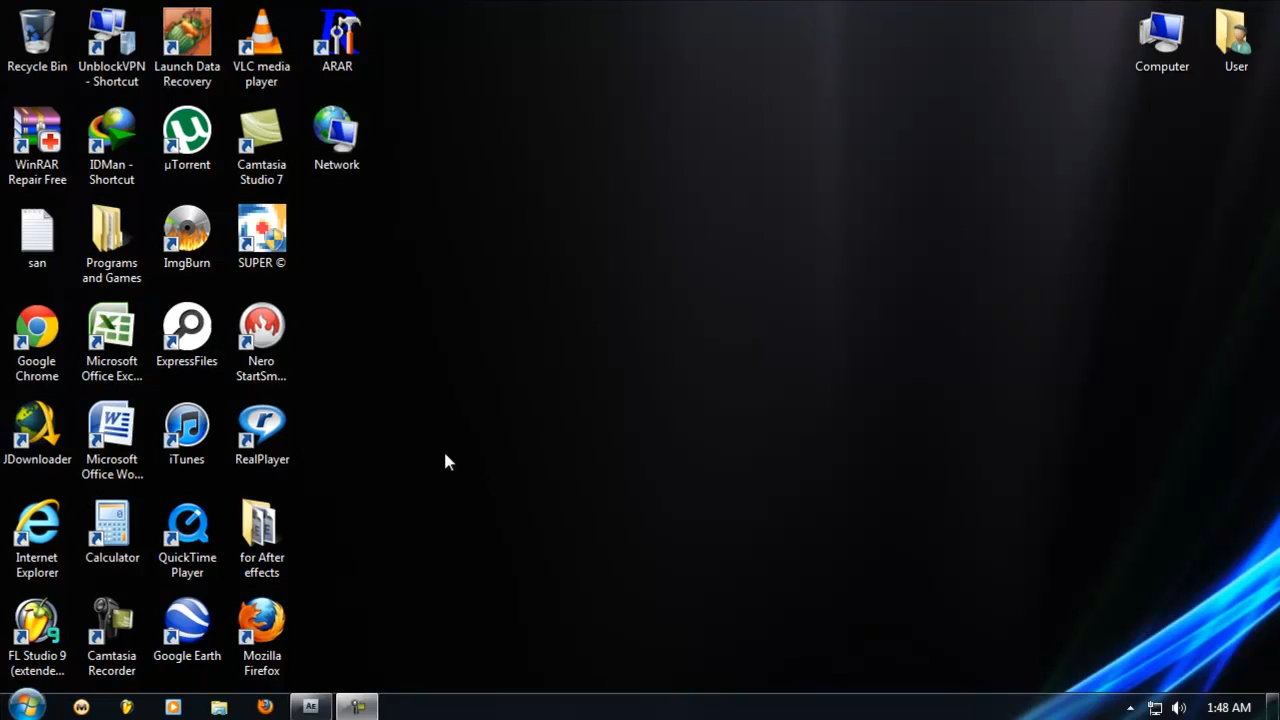 Recycle Bin
UnblockVPN
- Shortcut
Launch Data
Recovery
VLC media
player
ARAR
Computer
User
WinRAR
Repair Free
IDMan -
Shortcut
µTorrent
Camtasia
Studio 7
Network
san
Programs
and Games
ImgBurn
SUPER ©
Google
Chrome
Microsoft
Office Exc...
ExpressFiles
Nero
StartSm...
JDownloader
Microsoft
Office Wo...
iTunes
RealPlayer
Internet
Explorer
Calculator
QuickTime
Player
for After
effects
FL Studio 9
(extende...
Camtasia
Recorder
Google Earth
Mozilla
Firefox
AE
1:48 AM